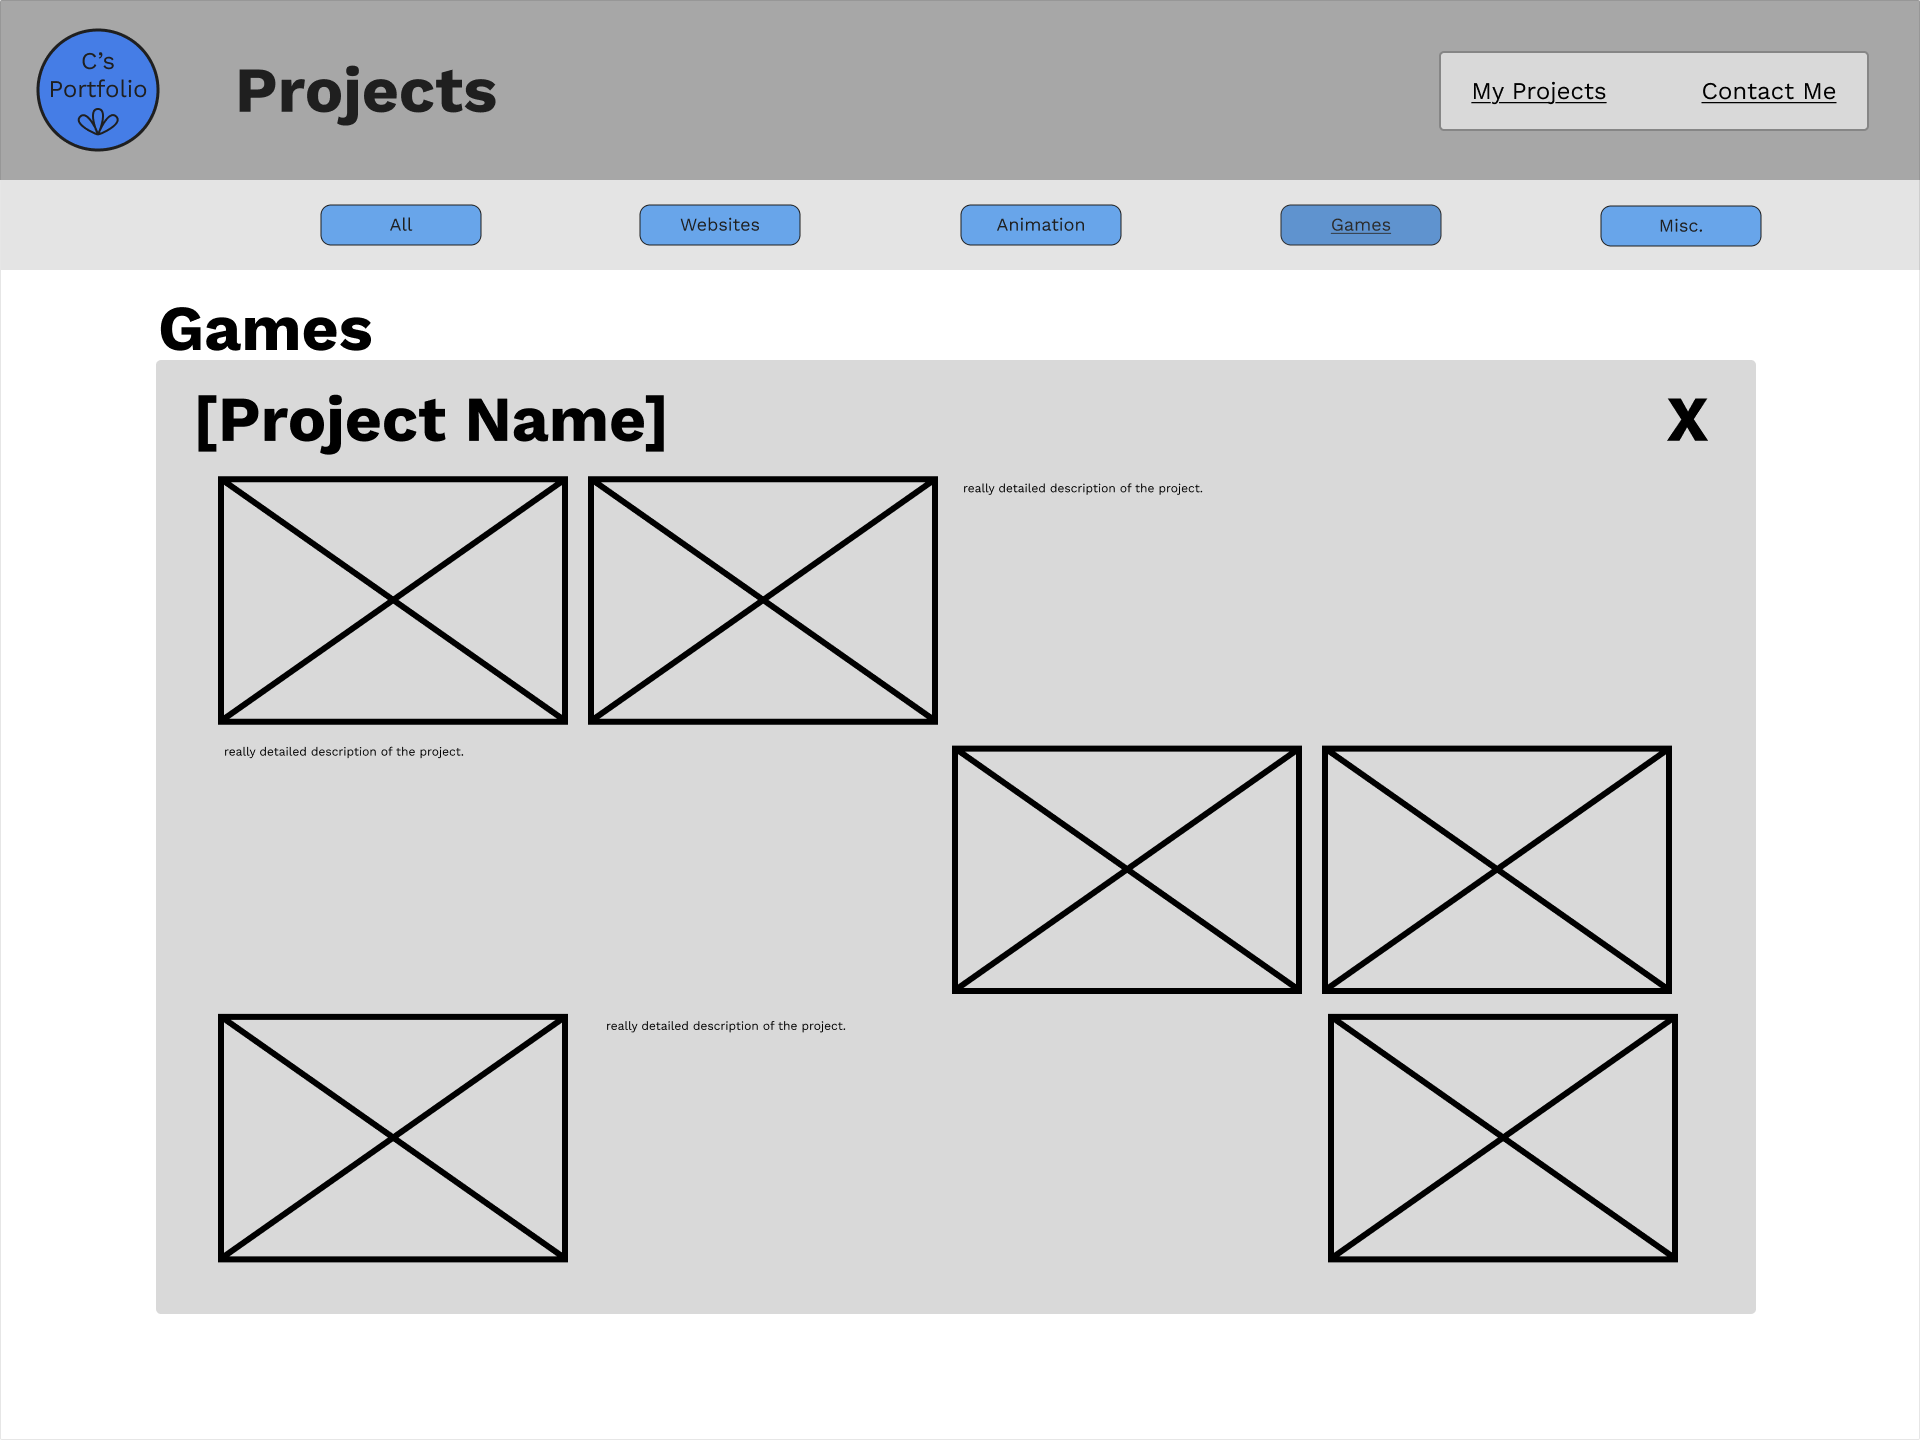 C’s
Portfolio
Projects
My Projects
Contact Me
All
Websites
Animation
Games
Misc.
Games
[Project Name]
X
really detailed description of the project.
really detailed description of the project.
really detailed description of the project.